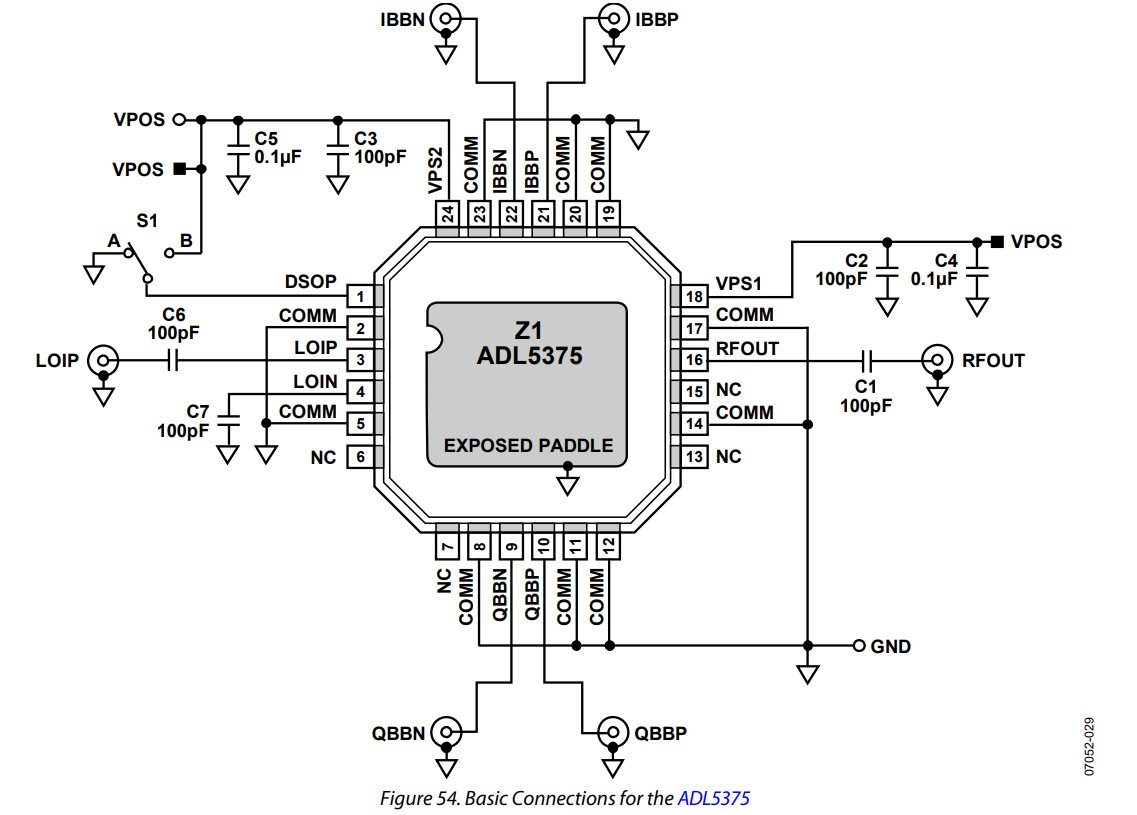 IBBN
IBBP
VPOS
C5
0.1µF
C3
100pF
VPOS
S1
A
B
VPS2
COMM
IBBN
IBBP
COMM
COMM
24
23
22
21
20
19
VPOS
C2
100pF
C4
0.1µF
DSOP
1
COMM
2
C6
100pF
LOIP
LOIP
3
LOIN
4
C7
100pF
COMM
5
NC
6
Z1
ADL5375
EXPOSED PADDLE
18
VPS1
17
COMM
16
RFOUT
RFOUT
C1
100pF
15
NC
14
COMM
13
NC
7
8
9
10
11
12
NC
COMM
QBBN
QBBP
COMM
COMM
GND
QBBN
QBBP
07052-029
Figure 54. Basic Connections for the ADL5375